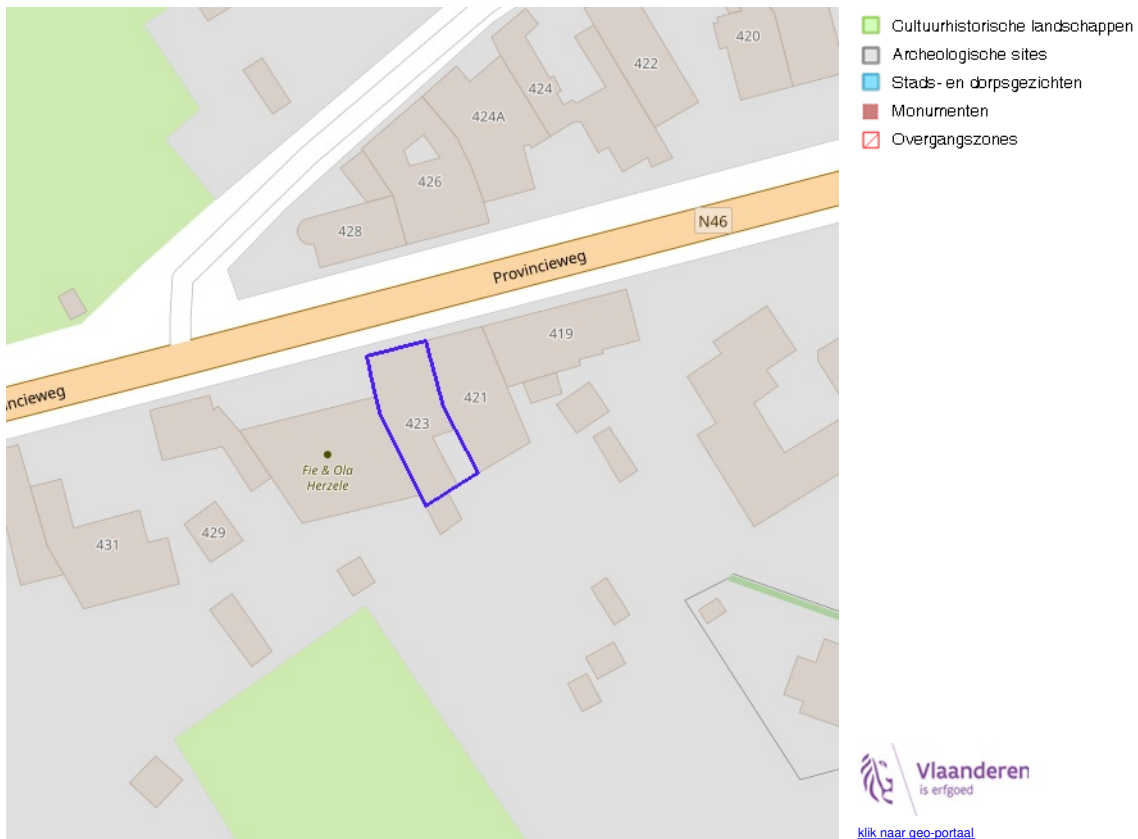 420
422
424
424A
426
428
N46
Provincieweg
419
421
423
ncieweg
Fie & Ola
Herzele
429
431
Cultuurhistorische landschappen
Archeologische sites
Stads- en dorpsgezichten
Monumenten
Overgangszones
Vlaanderen
is erfgoed
klik naar geo-portaal